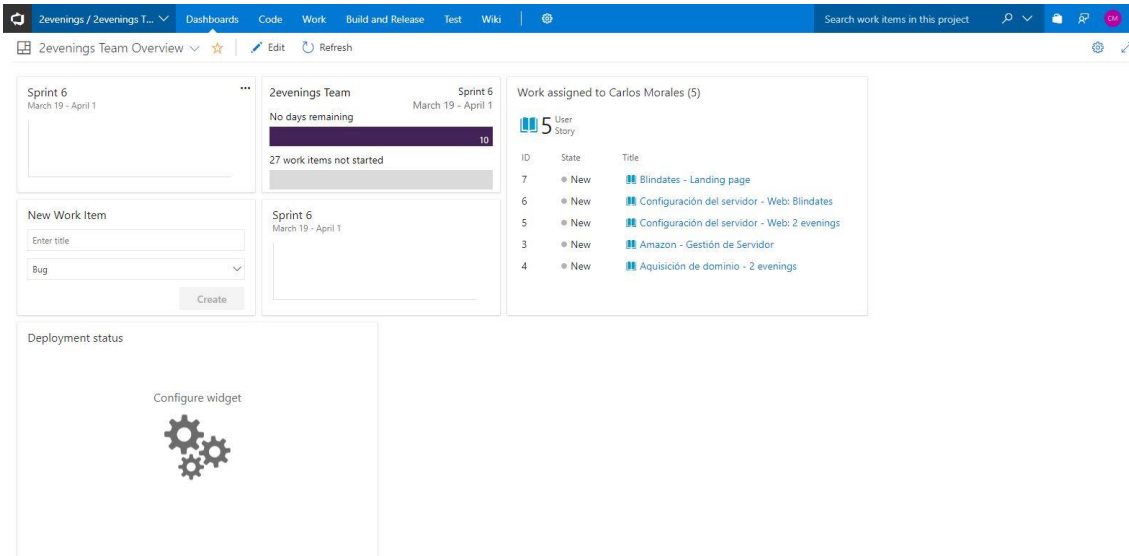 2evenings / 2evenings T... Dashboards Code Work Build and Release Test Wiki Search work items in this project CM
2evenings Team Overview Edit Refresh
Sprint 6
March 19 - April 1
2evenings Team Sprint 6
March 19 - April 1
No days remaining
10
27 work items not started
Work assigned to Carlos Morales (5)
5 User Story
ID State Title
7 New Blindates - Landing page
6 New Configuración del servidor - Web: Blindates
5 New Configuración del servidor - Web: 2 evenings
3 New Amazon - Gestión de Servidor
4 New Aquisición de dominio - 2 evenings
New Work Item
Enter title
Bug
Create
Sprint 6
March 19 - April 1
Deployment status
Configure widget